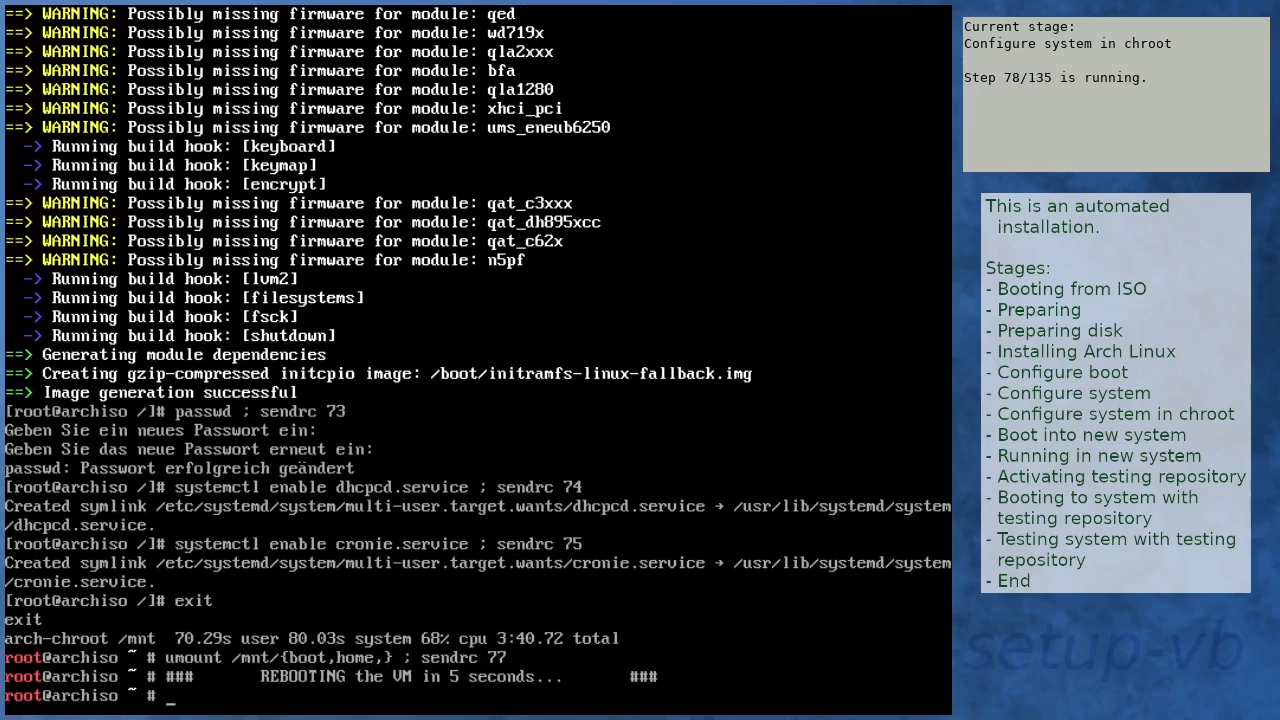 ==> WARNING: Possibly missing firmware for module: qed
==> WARNING: Possibly missing firmware for module: wd719x
==> WARNING: Possibly missing firmware for module: qla2xxx
==> WARNING: Possibly missing firmware for module: bfa
==> WARNING: Possibly missing firmware for module: qla1280
==> WARNING: Possibly missing firmware for module: xhci_pci
==> WARNING: Possibly missing firmware for module: ums_eneub6250
  -> Running build hook: [keyboard]
  -> Running build hook: [keymap]
  -> Running build hook: [encrypt]
==> WARNING: Possibly missing firmware for module: qat_c3xxx
==> WARNING: Possibly missing firmware for module: qat_dh895xcc
==> WARNING: Possibly missing firmware for module: qat_c62x
==> WARNING: Possibly missing firmware for module: n5pf
  -> Running build hook: [lvm2]
  -> Running build hook: [filesystems]
  -> Running build hook: [fsck]
  -> Running build hook: [shutdown]
==> Generating module dependencies
==> Creating gzip-compressed initcpio image: /boot/initramfs-linux-fallback.img
==> Image generation successful
[root@archiso /]# passwd ; sendrc 73
Geben Sie ein neues Passwort ein:
Geben Sie das neue Passwort erneut ein:
passwd: Passwort erfolgreich geändert
[root@archiso /]# systemctl enable dhcpcd.service ; sendrc 74
Created symlink /etc/systemd/system/multi-user.target.wants/dhcpcd.service → /usr/lib/systemd/system
/dhcpcd.service.
[root@archiso /]# systemctl enable cronie.service ; sendrc 75
Created symlink /etc/systemd/system/multi-user.target.wants/cronie.service → /usr/lib/systemd/system
/cronie.service.
[root@archiso /]# exit
exit
arch-chroot /mnt  70.29s user 80.03s system 68% cpu 3:40.72 total
root@archiso ~ # umount /mnt/{boot,home,} ; sendrc 77
root@archiso ~ # ###       REBOOTING the VM in 5 seconds...       ###
root@archiso ~ # _
Current stage:
Configure system in chroot
Step 78/135 is running.
This is an automated
installation.
Stages:
- Booting from ISO
- Preparing
- Preparing disk
- Installing Arch Linux
- Configure boot
- Configure system
- Configure system in chroot
- Boot into new system
- Running in new system
- Activating testing repository
- Booting to system with
testing repository
- Testing system with testing
repository
- End
setup-vb